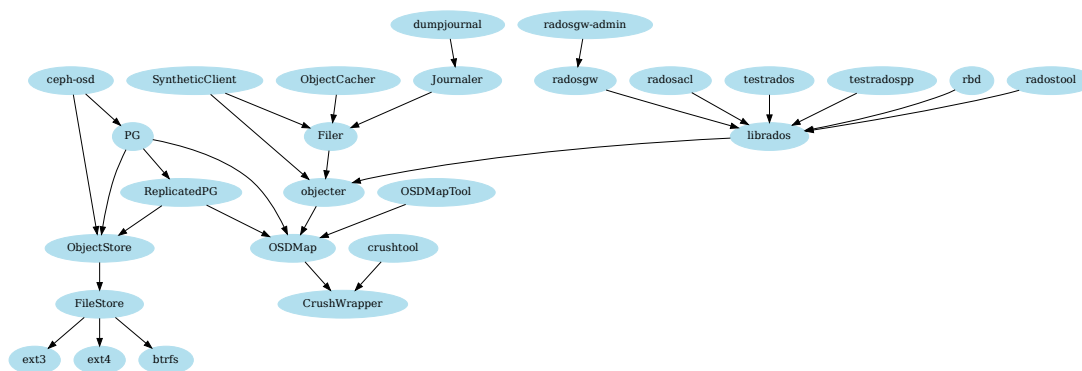 dumpjournal
radosgw-admin
ceph-osd
SyntheticClient
ObjectCacher
Journaler
radosgw
radosacl
testrados
testradospp
rbd
radostool
PG
Filer
librados
ReplicatedPG
objecter
OSDMapTool
ObjectStore
OSDMap
crushtool
FileStore
CrushWrapper
ext3
ext4
btrfs